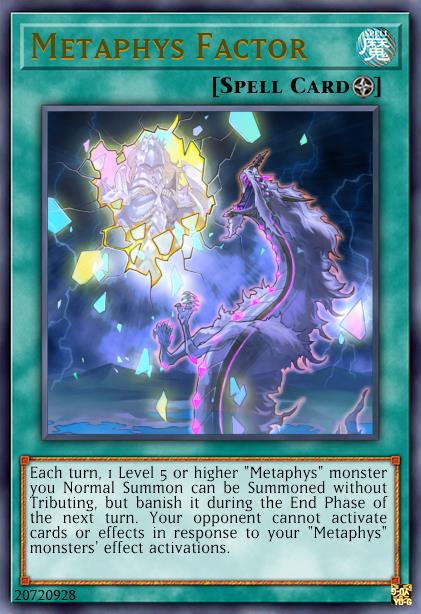 Metaphys Factor
SPELL
魔
[Spell Card]
Each turn, 1 Level 5 or higher "Metaphys" monster
you Normal Summon can be Summoned without
Tributing, but banish it during the End Phase of
the next turn. Your opponent cannot activate
cards or effects in response to your "Metaphys"
monsters' effect activations.
20720928